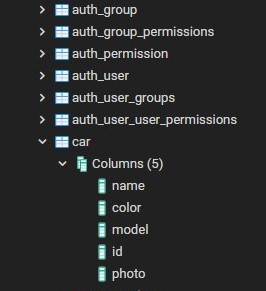 auth_group
auth_group_permissions
auth_permission
auth_user
auth_user_groups
auth_user_user_permissions
car
Columns (5)
name
color
model
id
photo